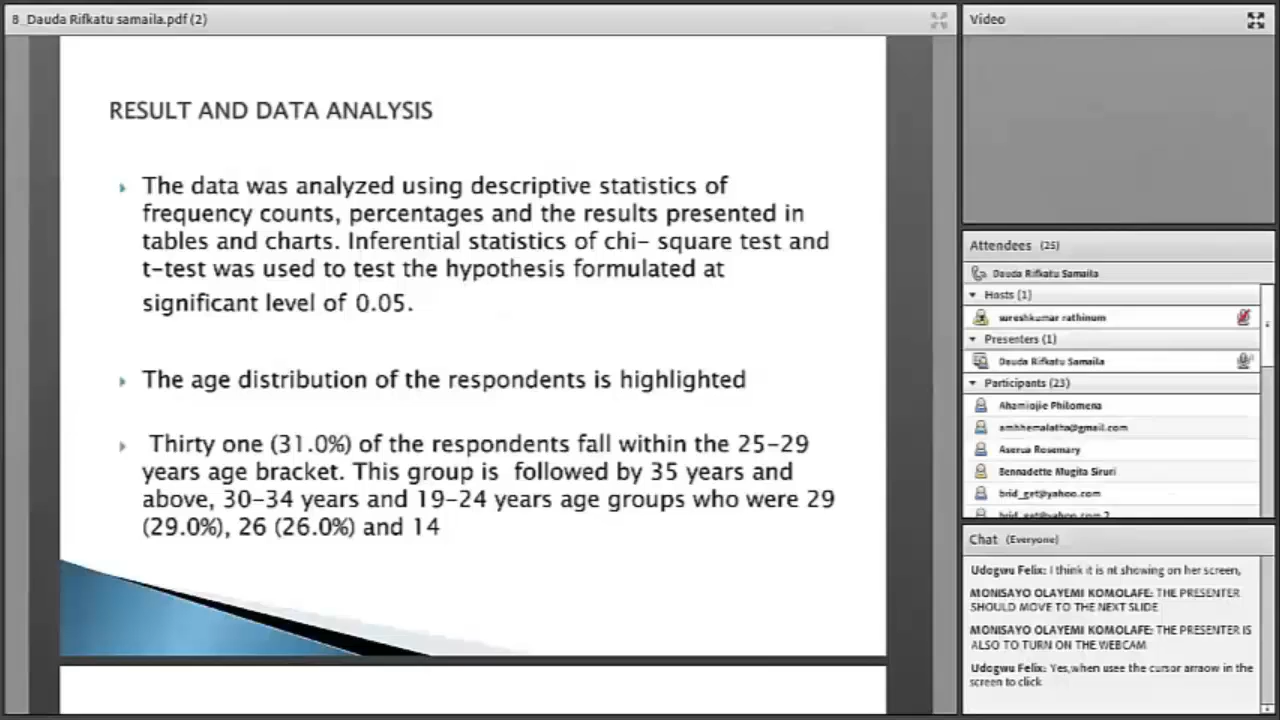 8_Dauda Rifkatu samaila.pdf (2)
RESULT AND DATA ANALYSIS
The data was analyzed using descriptive statistics of
frequency counts, percentages and the results presented in
tables and charts. Inferential statistics of chi- square test and
t-test was used to test the hypothesis formulated at
significant level of 0.05.
The age distribution of the respondents is highlighted
Thirty one (31.0%) of the respondents fall within the 25-29
years age bracket. This group is followed by 35 years and
above, 30-34 years and 19-24 years age groups who were 29
(29.0%), 26 (26.0%) and 14
Video
Attendees (25)
Dauda Rifkatu Samaila
Hosts (1)
sureshkumar rathinum
Presenters (1)
Dauda Rifkatu Samaila
Participants (23)
Ahamiojie Philomena
amhhemalatha@gmail.com
Aserua Rosemary
Bennadette Mugita Siruri
brid_get@yahoo.com
brid_get@yahoo.com 2
Chat (Everyone)
Udogwu Felix: I think it is nt showing on her screen,
MONISAYO OLAYEMI KOMOLAFE: THE PRESENTER
SHOULD MOVE TO THE NEXT SLIDE
MONISAYO OLAYEMI KOMOLAFE: THE PRESENTER IS
ALSO TO TURN ON THE WEBCAM
Udogwu Felix: Yes,when usee the cursor arraow in the
screen to click